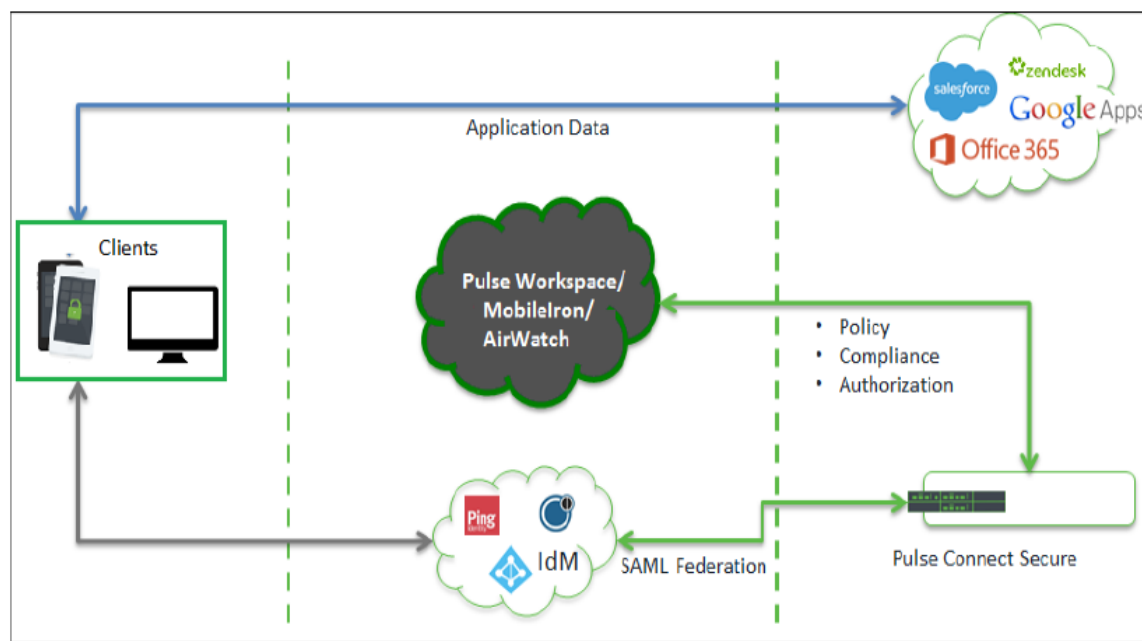 salesforce
zendesk
Google Apps
Office 365
Application Data
Clients
Pulse Workspace/
MobileIron/
AirWatch
• Policy
• Compliance
• Authorization
Ping
Identity
IdM
SAML Federation
Pulse Connect Secure